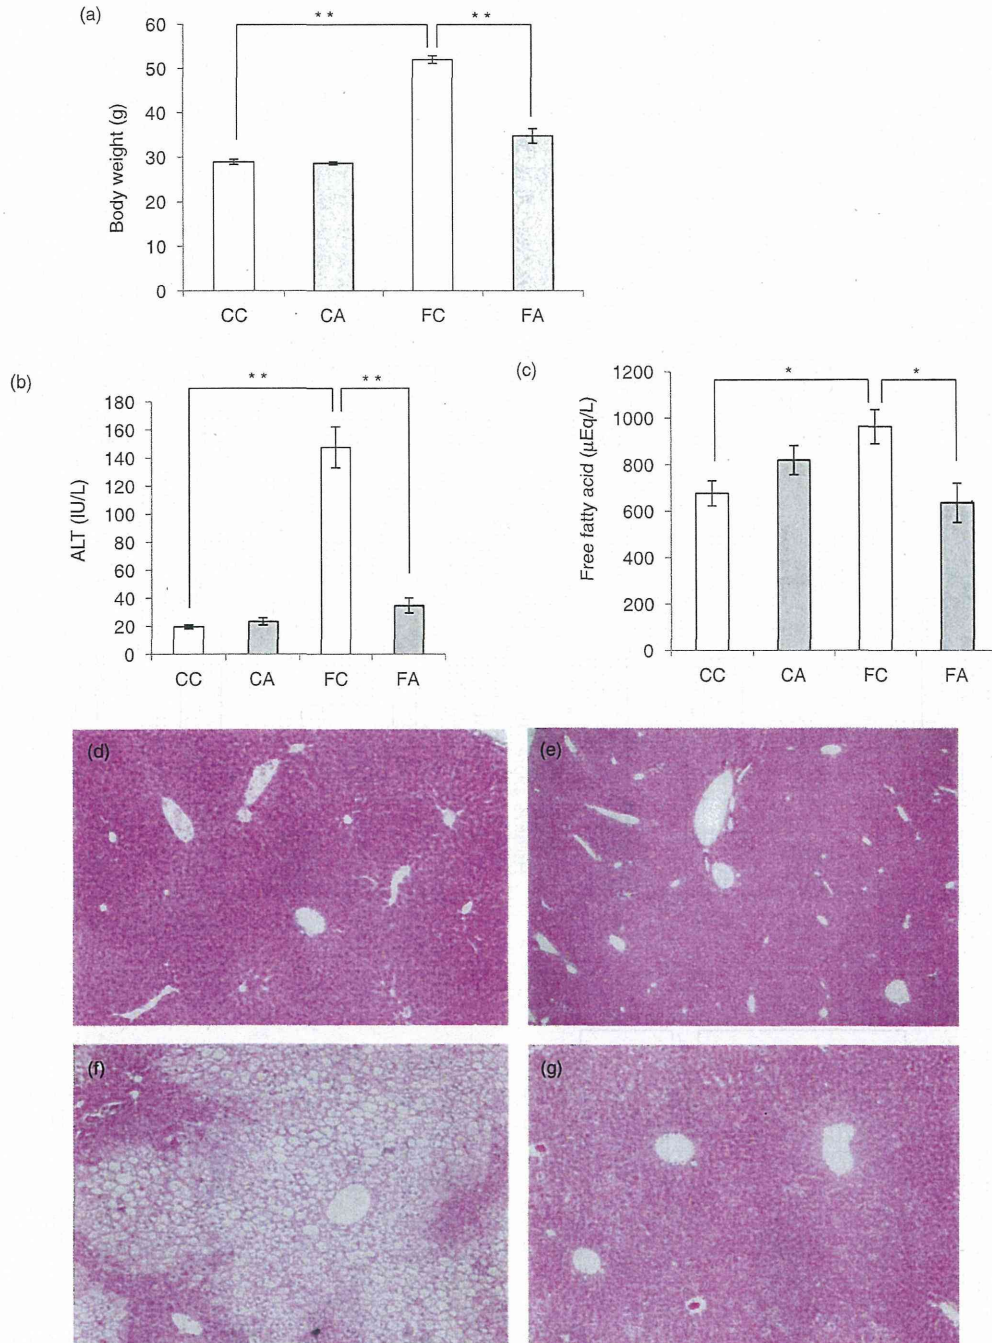 (a)
* *
* *
60
50
40
30
20
10
0
Body weight (g)
CC CA FC FA
(b)
* *
* *
180
160
140
120
100
80
60
40
20
0
ALT (IU/L)
CC CA FC FA
(c)
*
*
1200
1000
800
600
400
200
0
Free fatty acid (µEq/L)
CC CA FC FA
(d)
(e)
(f)
(g)